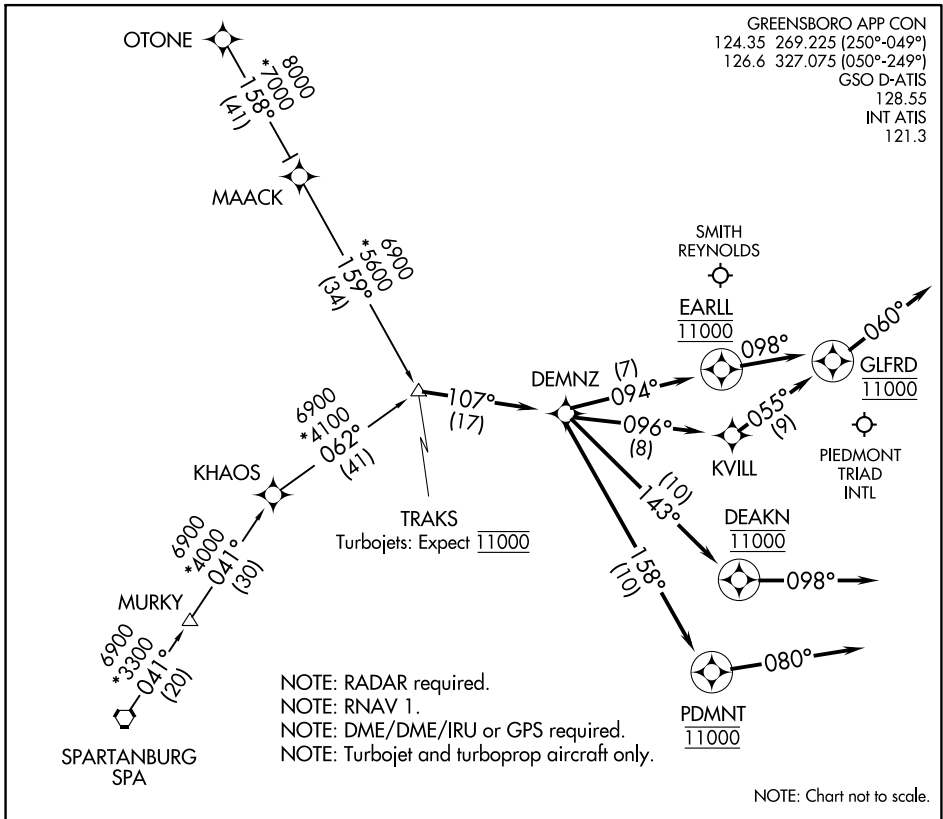 GREENSBORO APP CON
124.35 269.225 (250°-049°)
126.6 327.075 (050°-249°)
GSO D-ATIS
128.55
INT ATIS
121.3
OTONE
8000
*7000
158°
(41)
MAACK
6900
*5600
159°
(34)
SMITH
REYNOLDS
EARLL
11000
098°
060°
GLFRD
11000
DEMNZ
(7)
094°
107°
(17)
096°
(8)
KVILL
055°
(9)
PIEDMONT
TRIAD
INTL
6900
*4100
062°
(41)
KHAOS
TRAKS
Turbojets: Expect 11000
(10)
143°
DEAKN
11000
098°
6900
*4000
041°
(30)
MURKY
158°
(10)
6900
*3300
041°
(20)
080°
PDMNT
11000
SPARTANBURG
SPA
NOTE: RADAR required.
NOTE: RNAV 1.
NOTE: DME/DME/IRU or GPS required.
NOTE: Turbojet and turboprop aircraft only.
NOTE: Chart not to scale.